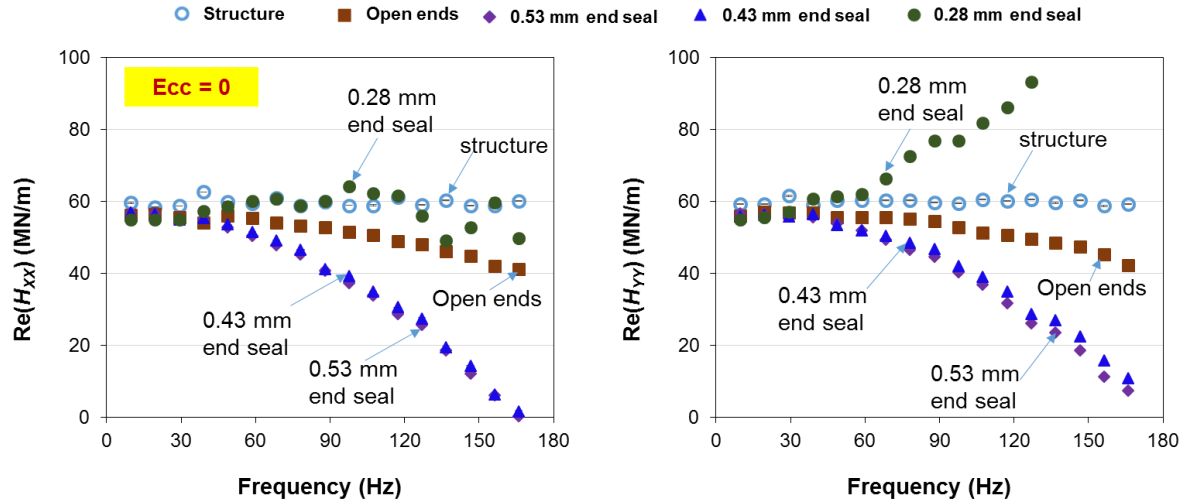 Structure Open ends 0.53 mm end seal 0.43 mm end seal 0.28 mm end seal
Ecc = 0
Re(H_XX) (MN/m)
100
80
60
40
20
0
0.28 mm
end seal
structure
Open ends
0.43 mm
end seal
0.53 mm
end seal
0 30 60 90 120 150 180
Frequency (Hz)
Re(H_YY) (MN/m)
100
80
60
40
20
0
0.28 mm
end seal
structure
Open ends
0.43 mm
end seal
0.53 mm
end seal
0 30 60 90 120 150 180
Frequency (Hz)